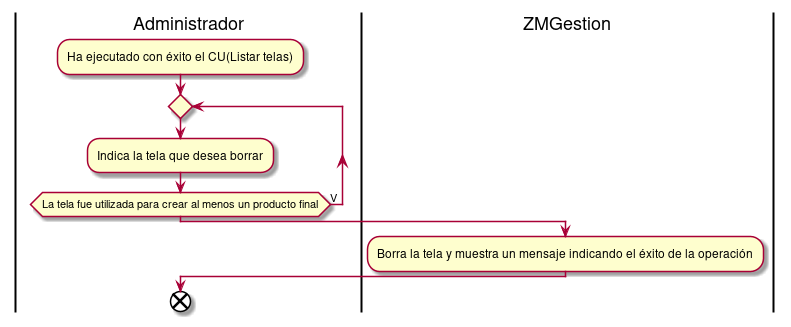 Administrador
ZMGestion
Ha ejecutado con éxito el CU(Listar telas)
Indica la tela que desea borrar
La tela fue utilizada para crear al menos un producto final
V
Borra la tela y muestra un mensaje indicando el éxito de la operación